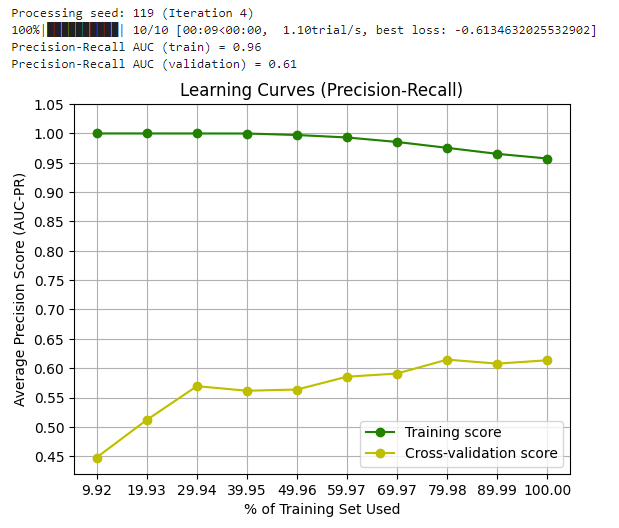 Processing seed: 119 (Iteration 4)
100%|██████████| 10/10 [00:09<00:00,  1.10trial/s, best loss: -0.6134632025532902]
Precision-Recall AUC (train) = 0.96
Precision-Recall AUC (validation) = 0.61
Learning Curves (Precision-Recall)
Average Precision Score (AUC-PR)
1.05
1.00
0.95
0.90
0.85
0.80
0.75
0.70
0.65
0.60
0.55
0.50
0.45
Training score
Cross-validation score
9.92 19.93 29.94 39.95 49.96 59.97 69.97 79.98 89.99 100.00
% of Training Set Used